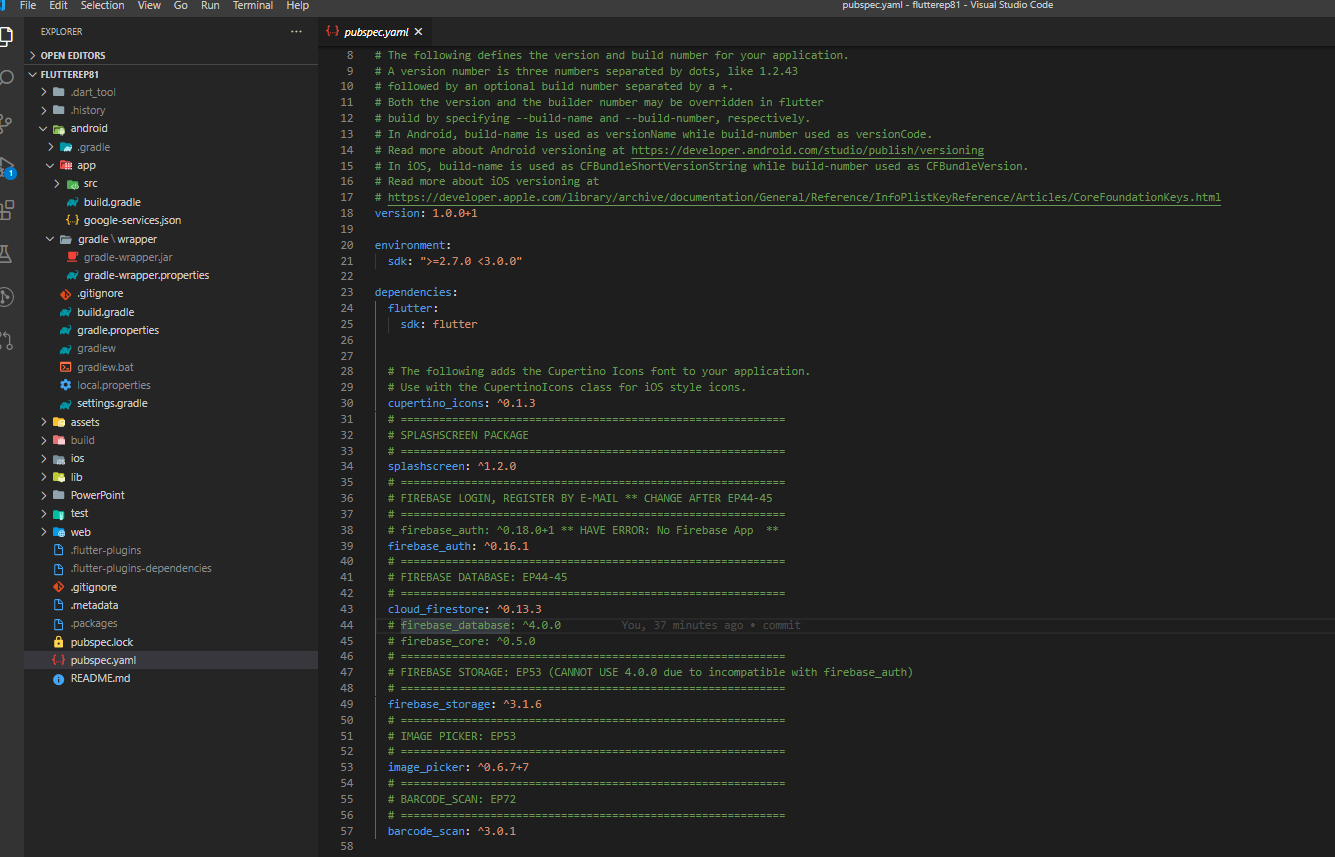 File Edit Selection View Go Run Terminal Help
pubspec.yaml - flutterep81 - Visual Studio Code
EXPLORER ···
OPEN EDITORS
FLUTTEREP81
.dart_tool
.history
android
.gradle
app
src
build.gradle
google-services.json
gradle \ wrapper
gradle-wrapper.jar
gradle-wrapper.properties
.gitignore
build.gradle
gradle.properties
gradlew
gradlew.bat
local.properties
settings.gradle
assets
build
ios
lib
PowerPoint
test
web
.flutter-plugins
.flutter-plugins-dependencies
.gitignore
.metadata
.packages
pubspec.lock
pubspec.yaml
README.md
1
pubspec.yaml
8 # The following defines the version and build number for your application.
9 # A version number is three numbers separated by dots, like 1.2.43
10 # followed by an optional build number separated by a +.
11 # Both the version and the builder number may be overridden in flutter
12 # build by specifying --build-name and --build-number, respectively.
13 # In Android, build-name is used as versionName while build-number used as versionCode.
14 # Read more about Android versioning at https://developer.android.com/studio/publish/versioning
15 # In iOS, build-name is used as CFBundleShortVersionString while build-number used as CFBundleVersion.
16 # Read more about iOS versioning at
17 # https://developer.apple.com/library/archive/documentation/General/Reference/InfoPlistKeyReference/Articles/CoreFoundationKeys.html
18 version: 1.0.0+1
19
20 environment:
21 sdk: ">=2.7.0 <3.0.0"
22
23 dependencies:
24 flutter:
25 sdk: flutter
26
27
28 # The following adds the Cupertino Icons font to your application.
29 # Use with the CupertinoIcons class for iOS style icons.
30 cupertino_icons: ^0.1.3
31 # ============================================================
32 # SPLASHSCREEN PACKAGE
33 # ============================================================
34 splashscreen: ^1.2.0
35 # ============================================================
36 # FIREBASE LOGIN, REGISTER BY E-MAIL ** CHANGE AFTER EP44-45
37 # ============================================================
38 # firebase_auth: ^0.18.0+1 ** HAVE ERROR: No Firebase App **
39 firebase_auth: ^0.16.1
40 # ============================================================
41 # FIREBASE DATABASE: EP44-45
42 # ============================================================
43 cloud_firestore: ^0.13.3
44 # firebase_database: ^4.0.0 You, 37 minutes ago • commit
45 # firebase_core: ^0.5.0
46 # ============================================================
47 # FIREBASE STORAGE: EP53 (CANNOT USE 4.0.0 due to incompatible with firebase_auth)
48 # ============================================================
49 firebase_storage: ^3.1.6
50 # ============================================================
51 # IMAGE PICKER: EP53
52 # ============================================================
53 image_picker: ^0.6.7+7
54 # ============================================================
55 # BARCODE_SCAN: EP72
56 # ============================================================
57 barcode_scan: ^3.0.1
58